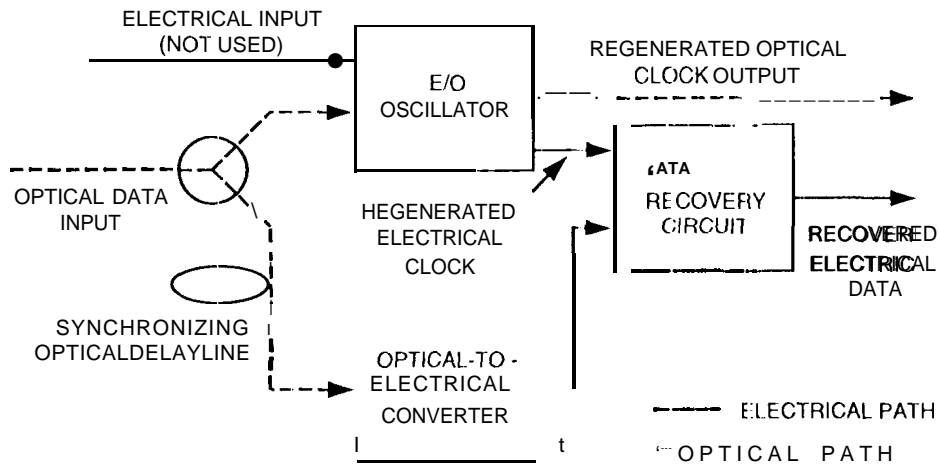 ELECTRICAL INPUT
(NOT USED)
E/O
OSCILLATOR
REGENERATED OPTICAL
CLOCK OUTPUT
OPTICAL DATA
INPUT
HEGENERATED
ELECTRICAL
CLOCK
ATA
RECOVERY
CIRCUIT
RECOVERED
ELECTRICAL
DATA
SYNCHRONIZING
OPTICALDELAYLINE
OPTICAL-TO-
ELECTRICAL
CONVERTER
ELECTRICAL PATH
OPTICAL PATH